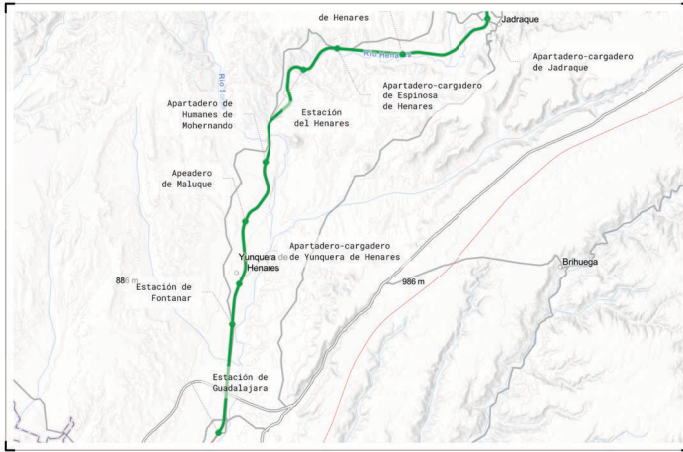 de Henares
Jadraque
Río Henares
Apartadero-cargadero
de Jadraque
Apartadero-cargadero
de Espinosa
de Henares
Apartadero de
Humanes de
Mohernando
Estación
del Henares
Apeadero
de Maluque
Apartadero-cargadero
de Yunquera de Henares
Yunquera de
Henares
Brihuega
886 m
Estación de
Fontanar
986 m
Estación de
Guadalajara